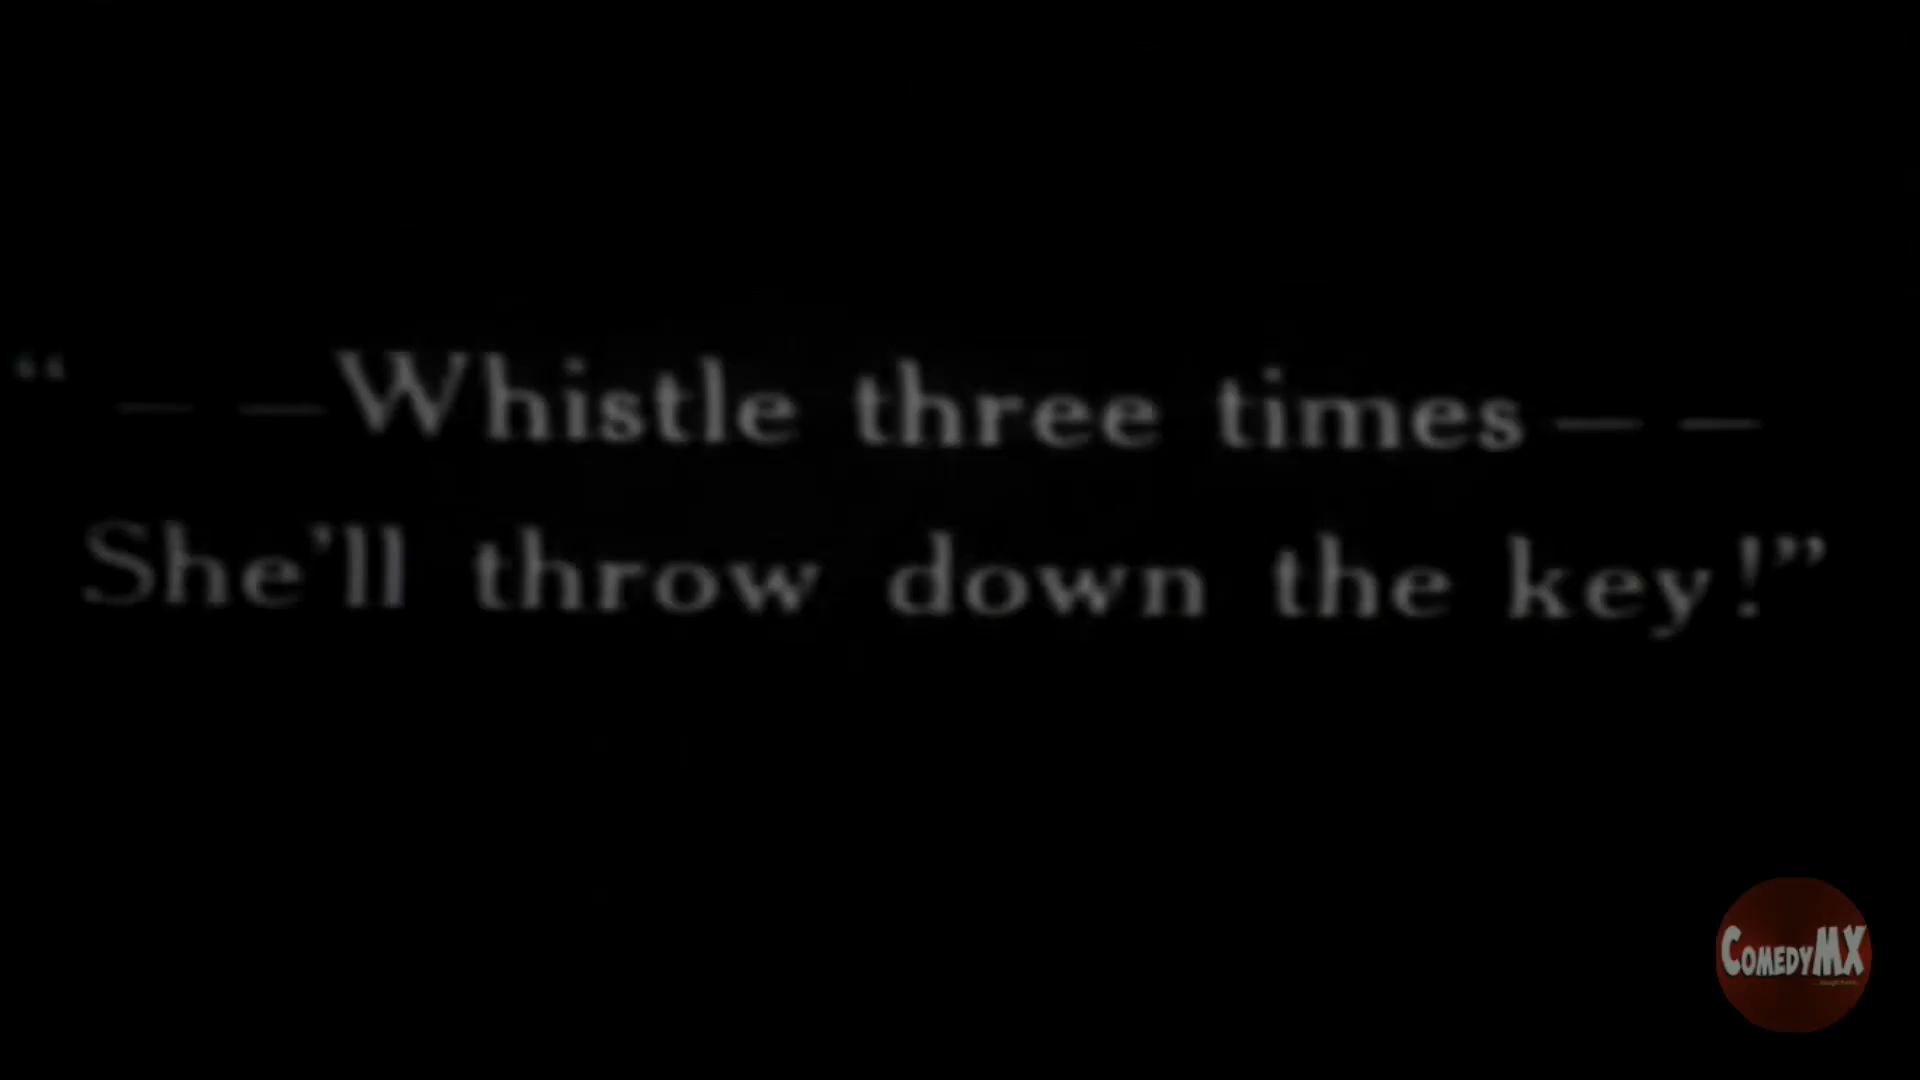 “ — —Whistle three times— —
She’ll throw down the key!”
COMEDYMX